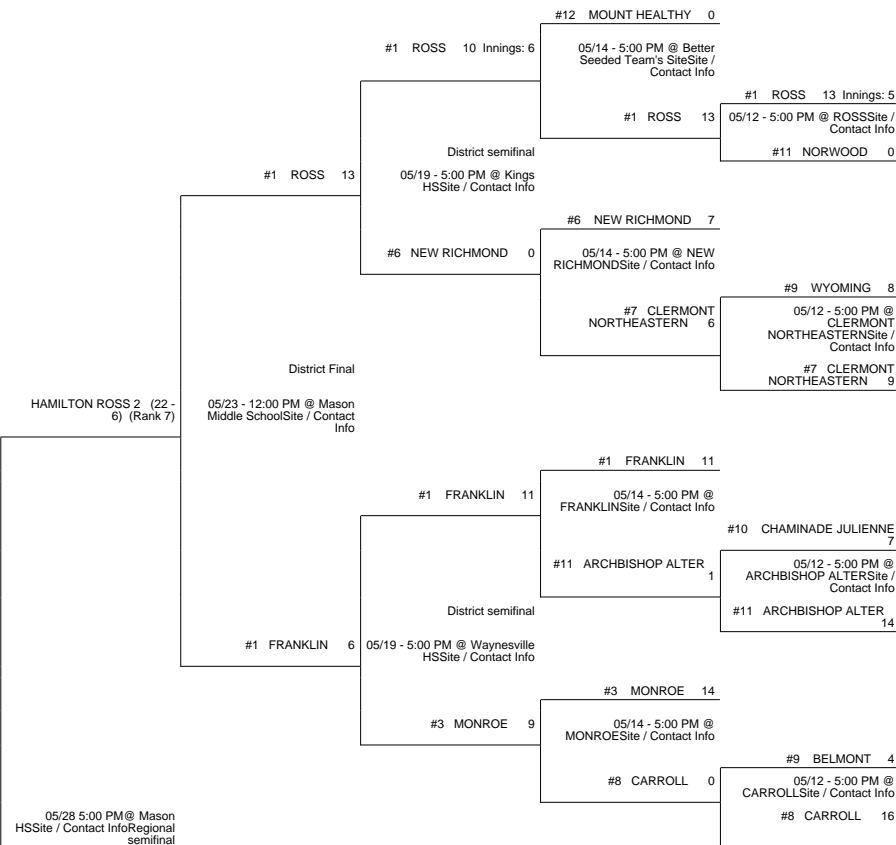 #12 MOUNT HEALTHY 0
#1 ROSS 10 Innings: 6
05/14 - 5:00 PM @ Better
Seeded Team's SiteSite /
Contact Info
#1 ROSS 13 Innings: 5
#1 ROSS 13
05/12 - 5:00 PM @ ROSSSite /
Contact Info
#11 NORWOOD 0
District semifinal
#1 ROSS 13
05/19 - 5:00 PM @ Kings
HSSite / Contact Info
#6 NEW RICHMOND 7
#6 NEW RICHMOND 0
05/14 - 5:00 PM @ NEW
RICHMONDSite / Contact Info
#9 WYOMING 8
#7 CLERMONT
NORTHEASTERN 6
05/12 - 5:00 PM @
CLERMONT
NORTHEASTERNSite /
Contact Info
#7 CLERMONT
NORTHEASTERN 9
District Final
HAMILTON ROSS 2 (22 -
6) (Rank 7)
05/23 - 12:00 PM @ Mason
Middle SchoolSite / Contact
Info
#1 FRANKLIN 11
#1 FRANKLIN 11
05/14 - 5:00 PM @
FRANKLINSite / Contact Info
#10 CHAMINADE JULIENNE
7
#11 ARCHBISHOP ALTER
1
05/12 - 5:00 PM @
ARCHBISHOP ALTERSite /
Contact Info
#11 ARCHBISHOP ALTER
14
District semifinal
#1 FRANKLIN 6
05/19 - 5:00 PM @ Waynesville
HSSite / Contact Info
#3 MONROE 14
#3 MONROE 9
05/14 - 5:00 PM @
MONROESite / Contact Info
#9 BELMONT 4
#8 CARROLL 0
05/12 - 5:00 PM @
CARROLLSite / Contact Info
#8 CARROLL 16
05/28 5:00 PM@ Mason
HSSite / Contact InfoRegional
semifinal